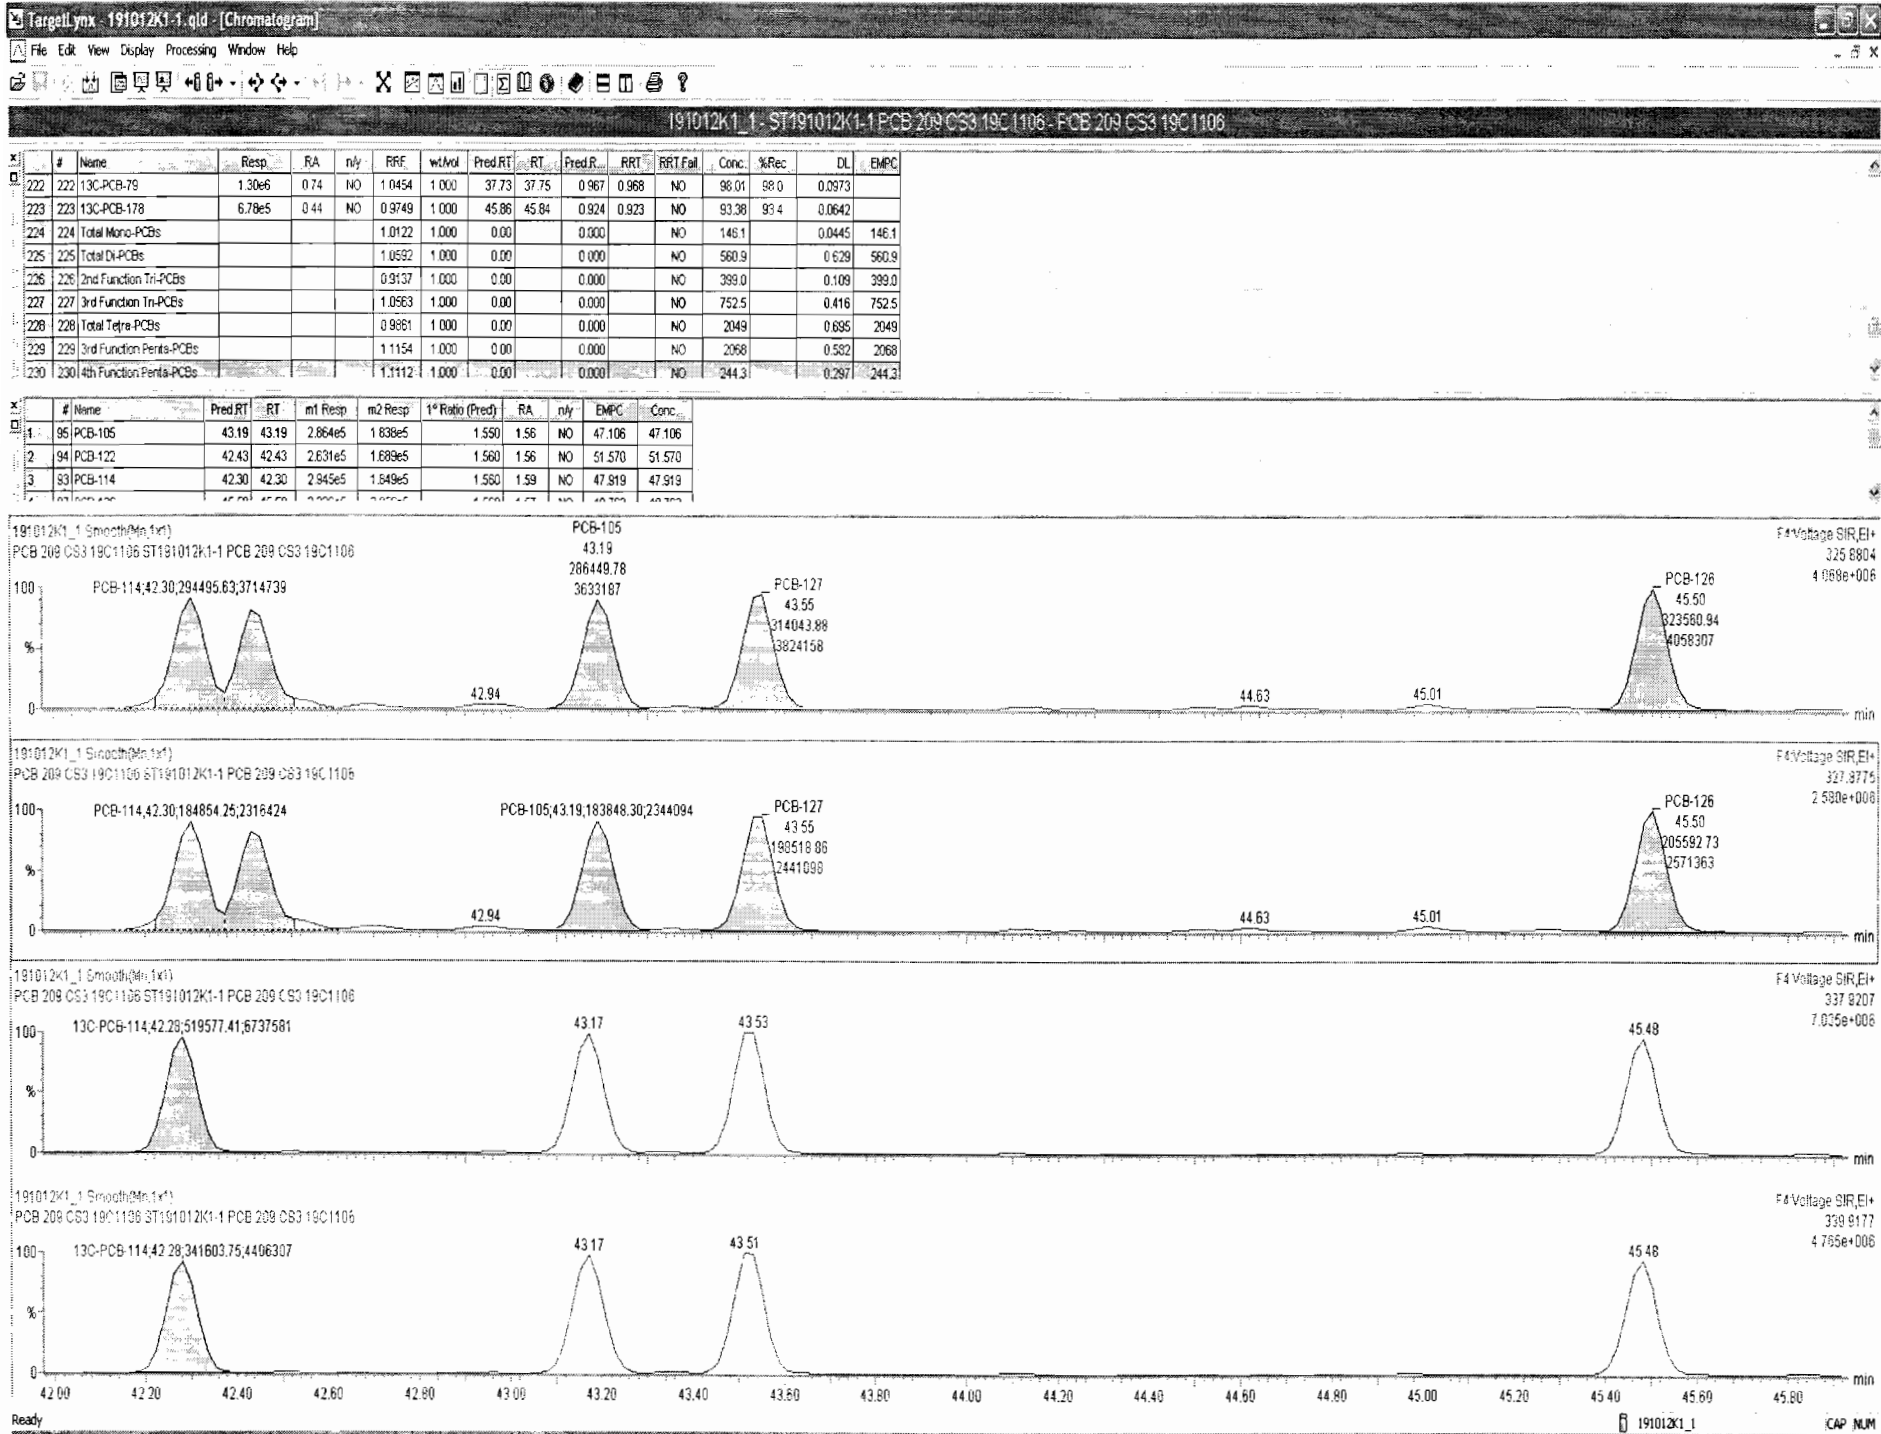 TargetLynx - 191012K1-1.qld - [Chromatogram]
File Edit View Display Processing Window Help
191012K1_1 - ST191012K1-1 PCB 209 CS3 19C1106 - PCB 209 CS3 19C1106
# Name Resp RA n/y RRF wt/vol Pred.RT RT Pred.R... RRT RRT Fail Conc. %Rec DL EMPC
222 222 13C-PCB-79 1.30e6 0.74 NO 1.0454 1.000 37.73 37.75 0.967 0.968 NO 98.01 98.0 0.0973
223 223 13C-PCB-178 6.78e5 0.44 NO 0.9749 1.000 45.86 45.84 0.924 0.923 NO 93.38 93.4 0.0642
224 224 Total Mono-PCBs 1.0122 1.000 0.00 0.000 NO 146.1 0.0445 146.1
225 225 Total Di-PCBs 1.0592 1.000 0.00 0.000 NO 560.9 0.629 560.9
226 226 2nd Function Tri-PCBs 0.9137 1.000 0.00 0.000 NO 399.0 0.109 399.0
227 227 3rd Function Tri-PCBs 1.0563 1.000 0.00 0.000 NO 752.5 0.416 752.5
228 228 Total Tetra-PCBs 0.9861 1.000 0.00 0.000 NO 2049 0.695 2049
229 229 3rd Function Penta-PCBs 1.1154 1.000 0.00 0.000 NO 2068 0.532 2068
230 230 4th Function Penta-PCBs 1.1112 1.000 0.00 0.000 NO 244.3 0.297 244.3
# Name Pred.RT RT m1 Resp m2 Resp 1° Ratio (Pred) RA n/y EMPC Conc.
1 95 PCB-105 43.19 43.19 2.864e5 1.838e5 1.550 1.56 NO 47.106 47.106
2 94 PCB-122 42.43 42.43 2.631e5 1.689e5 1.560 1.56 NO 51.570 51.570
3 93 PCB-114 42.30 42.30 2.945e5 1.849e5 1.560 1.59 NO 47.919 47.919
191012K1_1 Smooth(Mn,1x1)
PCB 209 CS3 19C1106 ST191012K1-1 PCB 209 CS3 19C1106
F4:Voltage SIR,EI+
325.8804
4.068e+006
PCB-114;42.30;294495.63;3714739
PCB-105
43.19
286449.78
3633187
PCB-127
43.55
314043.88
3824158
PCB-126
45.50
323560.94
4058307
100
%
0
42.94
44.63
45.01
min
191012K1_1 Smooth(Mn,1x1)
PCB 209 CS3 19C1106 ST191012K1-1 PCB 209 CS3 19C1106
F4:Voltage SIR,EI+
327.8775
2.580e+006
PCB-114;42.30;184854.25;2316424
PCB-105;43.19;183848.30;2344094
PCB-127
43.55
198518.86
2441098
PCB-126
45.50
205592.73
2571363
100
%
0
42.94
44.63
45.01
min
191012K1_1 Smooth(Mn,1x1)
PCB 209 CS3 19C1106 ST191012K1-1 PCB 209 CS3 19C1106
F4:Voltage SIR,EI+
337.9207
7.035e+006
13C-PCB-114;42.28;519577.41;6737581
43.17
43.53
45.48
100
%
0
min
191012K1_1 Smooth(Mn,1x1)
PCB 209 CS3 19C1106 ST191012K1-1 PCB 209 CS3 19C1106
F4:Voltage SIR,EI+
339.9177
4.765e+006
13C-PCB-114;42.28;341603.75;4406307
43.17
43.51
45.48
100
%
0
min
42.00 42.20 42.40 42.60 42.80 43.00 43.20 43.40 43.60 43.80 44.00 44.20 44.40 44.60 44.80 45.00 45.20 45.40 45.60 45.80
Ready 191012K1_1 CAP NUM